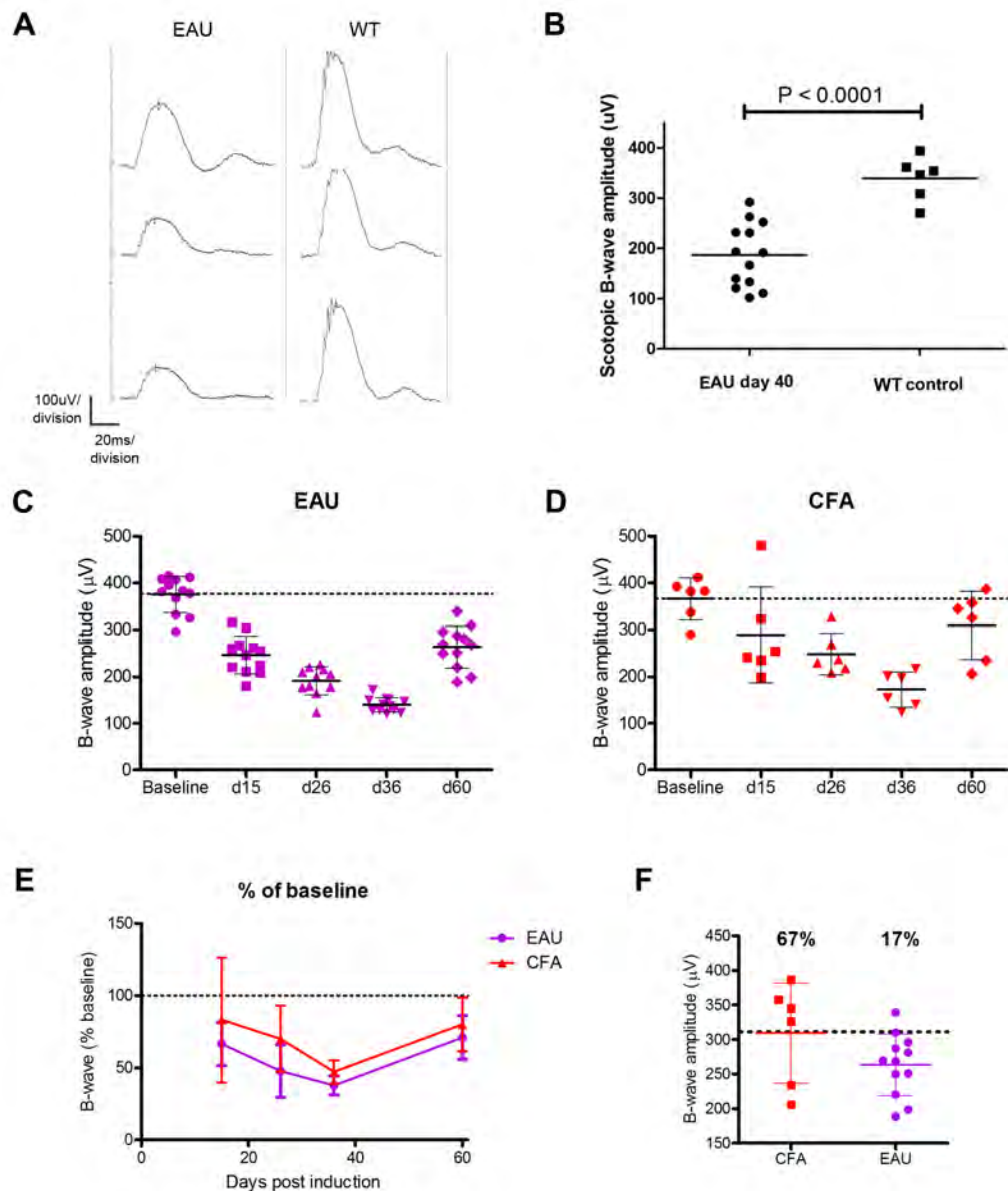 A
EAU
WT
100uV/
division
20ms/
division
B
P < 0.0001
Scotopic B-wave amplitude (uV)
400
300
200
100
0
EAU day 40
WT control
C
EAU
B-wave amplitude (μV)
500
400
300
200
100
0
Baseline
d15
d26
d36
d60
D
CFA
B-wave amplitude (μV)
500
400
300
200
100
0
Baseline
d15
d26
d36
d60
E
% of baseline
B-wave (% baseline)
150
100
50
0
0
20
40
60
Days post induction
EAU
CFA
F
67%
17%
B-wave amplitude (μV)
450
400
350
300
250
200
150
CFA
EAU